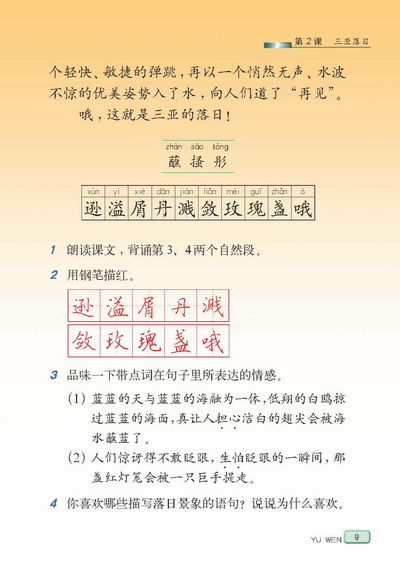 第2课 三亚落日
个轻快、敏捷的弹跳，再以一个悄然无声、水波
不惊的优美姿势入了水，向人们道了“再见”。
哦，这就是三亚的落日！
zhàn sāo tóng
蘸 搔 彤
xùn yì xiè dān jiàn liǎn méi guī zhǎn ó
逊 溢 屑 丹 溅 敛 玫 瑰 盏 哦
1 朗读课文，背诵第3、4两个自然段。
2 用钢笔描红。
逊 溢 屑 丹 溅
敛 玫 瑰 盏 哦
3 品味一下带点词在句子里所表达的情感。
(1) 蓝蓝的天与蓝蓝的海融为一体，低翔的白鸥掠
过蓝蓝的海面，真让人担心洁白的翅尖会被海
水蘸蓝了。
(2) 人们惊讶得不敢眨眼，生怕眨眼的一瞬间，那
盏红灯笼会被一只巨手提走。
4 你喜欢哪些描写落日景象的语句？说说为什么喜欢。
YU WEN 9